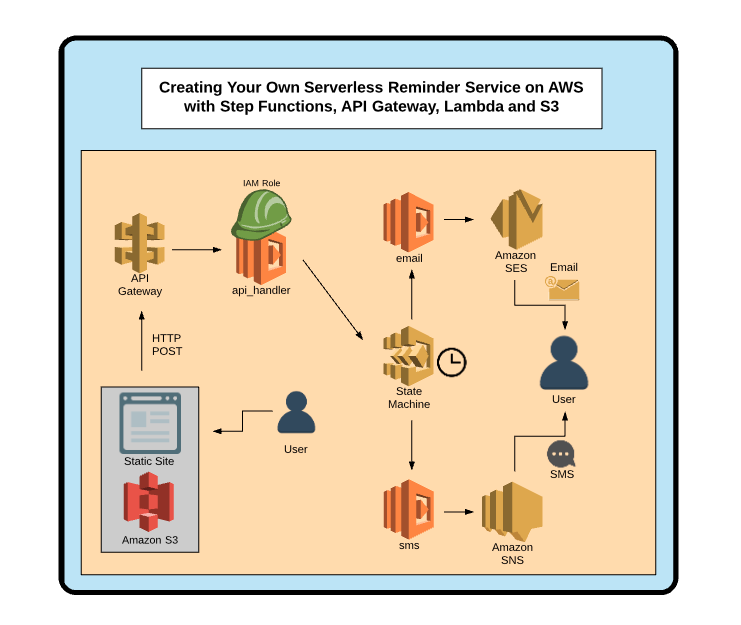 Creating Your Own Serverless Reminder Service on AWS
with Step Functions, API Gateway, Lambda and S3
IAM Role
API
Gateway
api_handler
email
Amazon
SES
Email
HTTP
POST
State
Machine
User
User
Static Site
Amazon S3
SMS
sms
Amazon
SNS